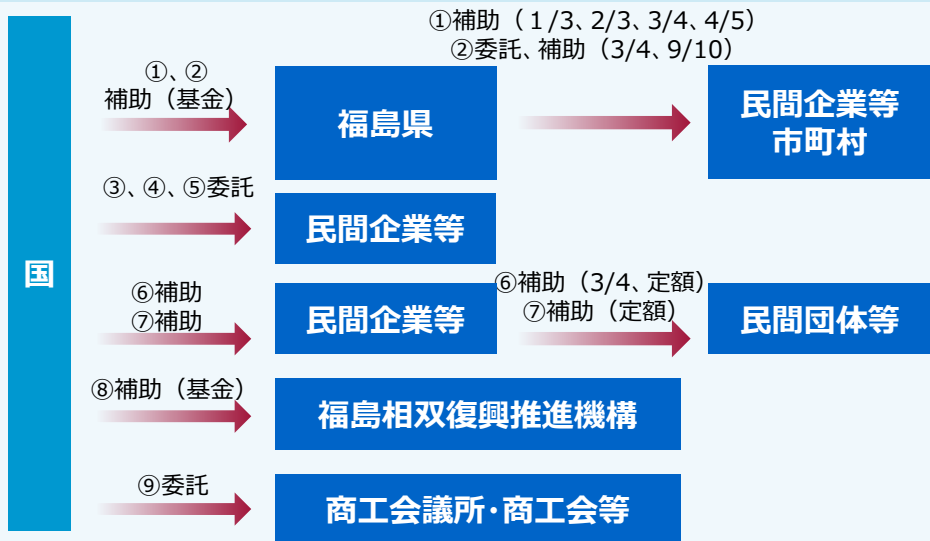 国
①、②
補助（基金）
福島県
①補助（１/3、2/3、3/4、4/5）
②委託、補助（3/4、9/10）
民間企業等
市町村
③、④、⑤委託
民間企業等
⑥補助
⑦補助
民間企業等
⑥補助（3/4、定額）
⑦補助（定額）
民間団体等
⑧補助（基金）
福島相双復興推進機構
⑨委託
商工会議所･商工会等